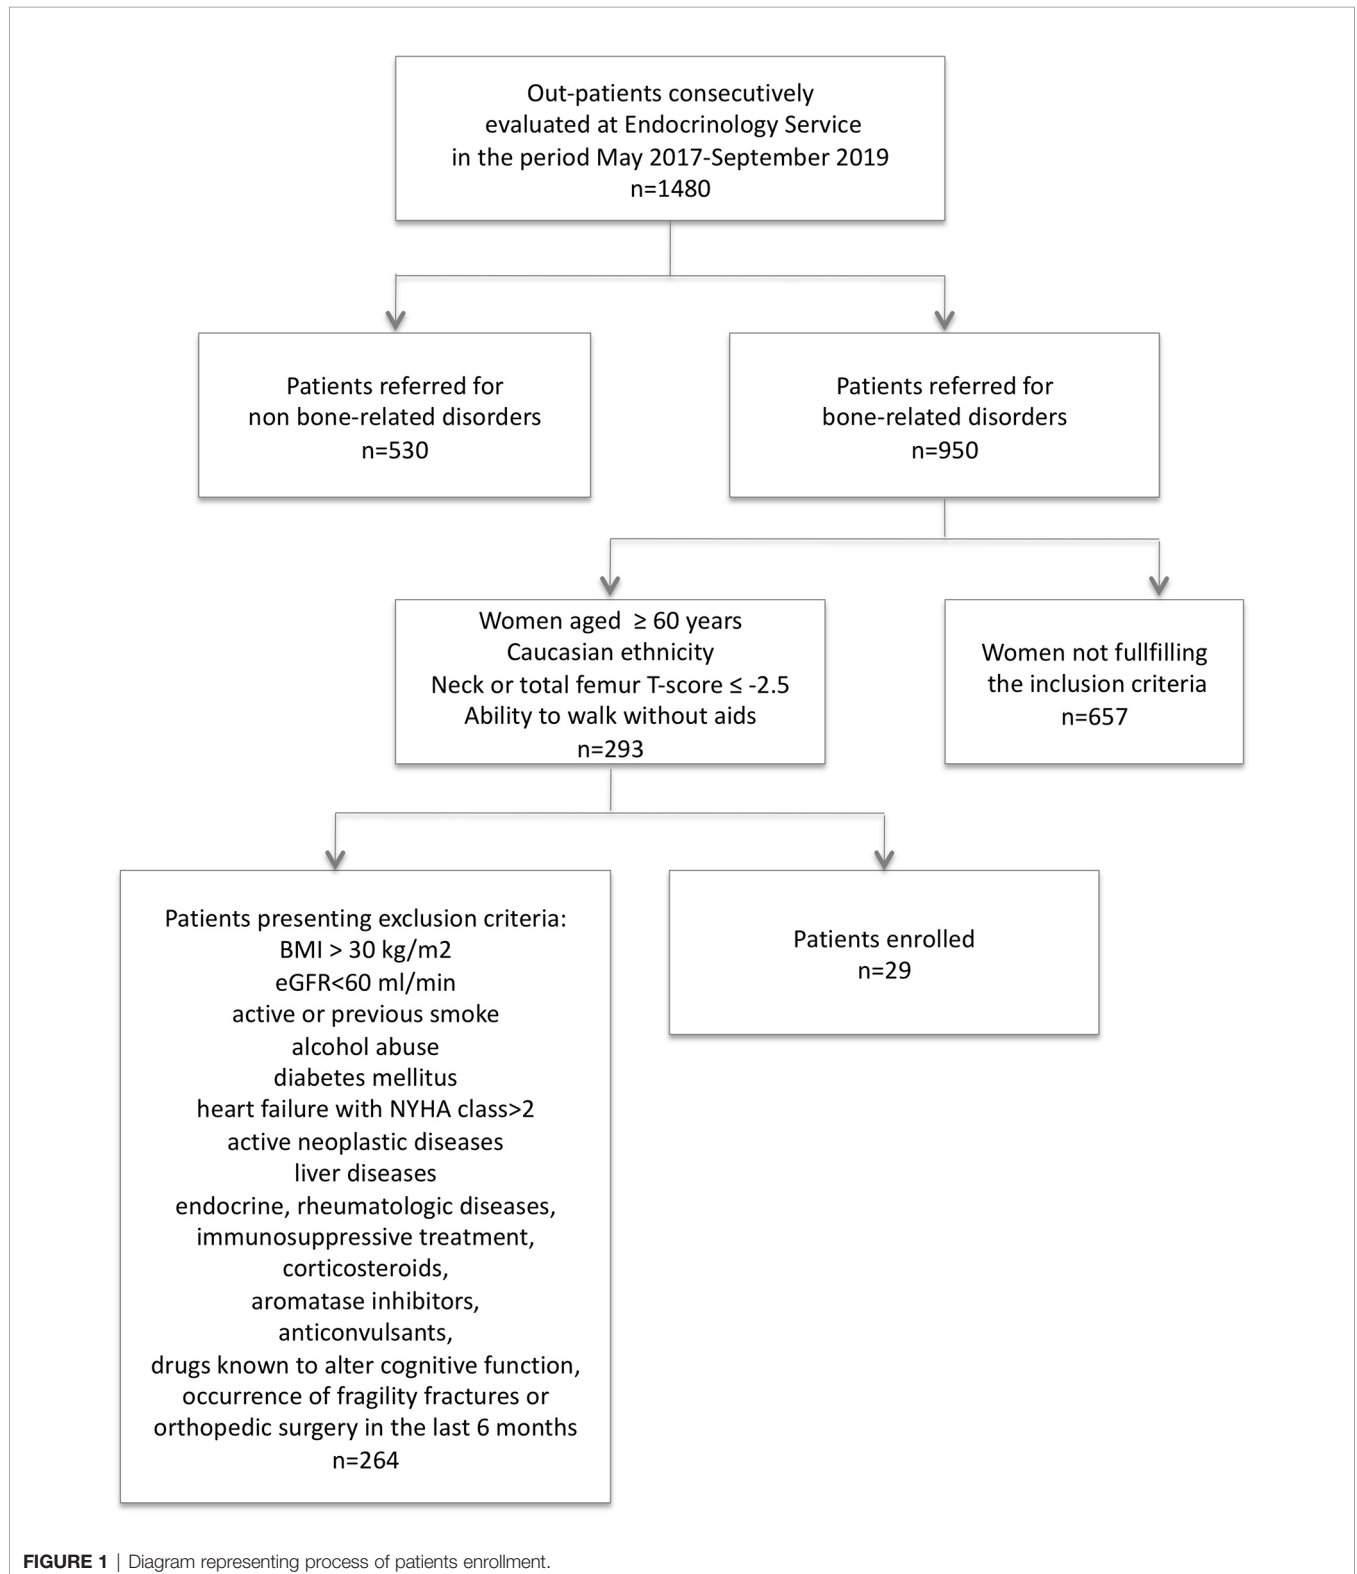 Out-patients consecutively
evaluated at Endocrinology Service
in the period May 2017-September 2019
n=1480
Patients referred for
non bone-related disorders
n=530
Patients referred for
bone-related disorders
n=950
Women aged ≥ 60 years
Caucasian ethnicity
Neck or total femur T-score ≤ -2.5
Ability to walk without aids
n=293
Women not fullfilling
the inclusion criteria
n=657
Patients presenting exclusion criteria:
BMI > 30 kg/m2
eGFR<60 ml/min
active or previous smoke
alcohol abuse
diabetes mellitus
heart failure with NYHA class>2
active neoplastic diseases
liver diseases
endocrine, rheumatologic diseases,
immunosuppressive treatment,
corticosteroids,
aromatase inhibitors,
anticonvulsants,
drugs known to alter cognitive function,
occurrence of fragility fractures or
orthopedic surgery in the last 6 months
n=264
Patients enrolled
n=29
FIGURE 1 | Diagram representing process of patients enrollment.